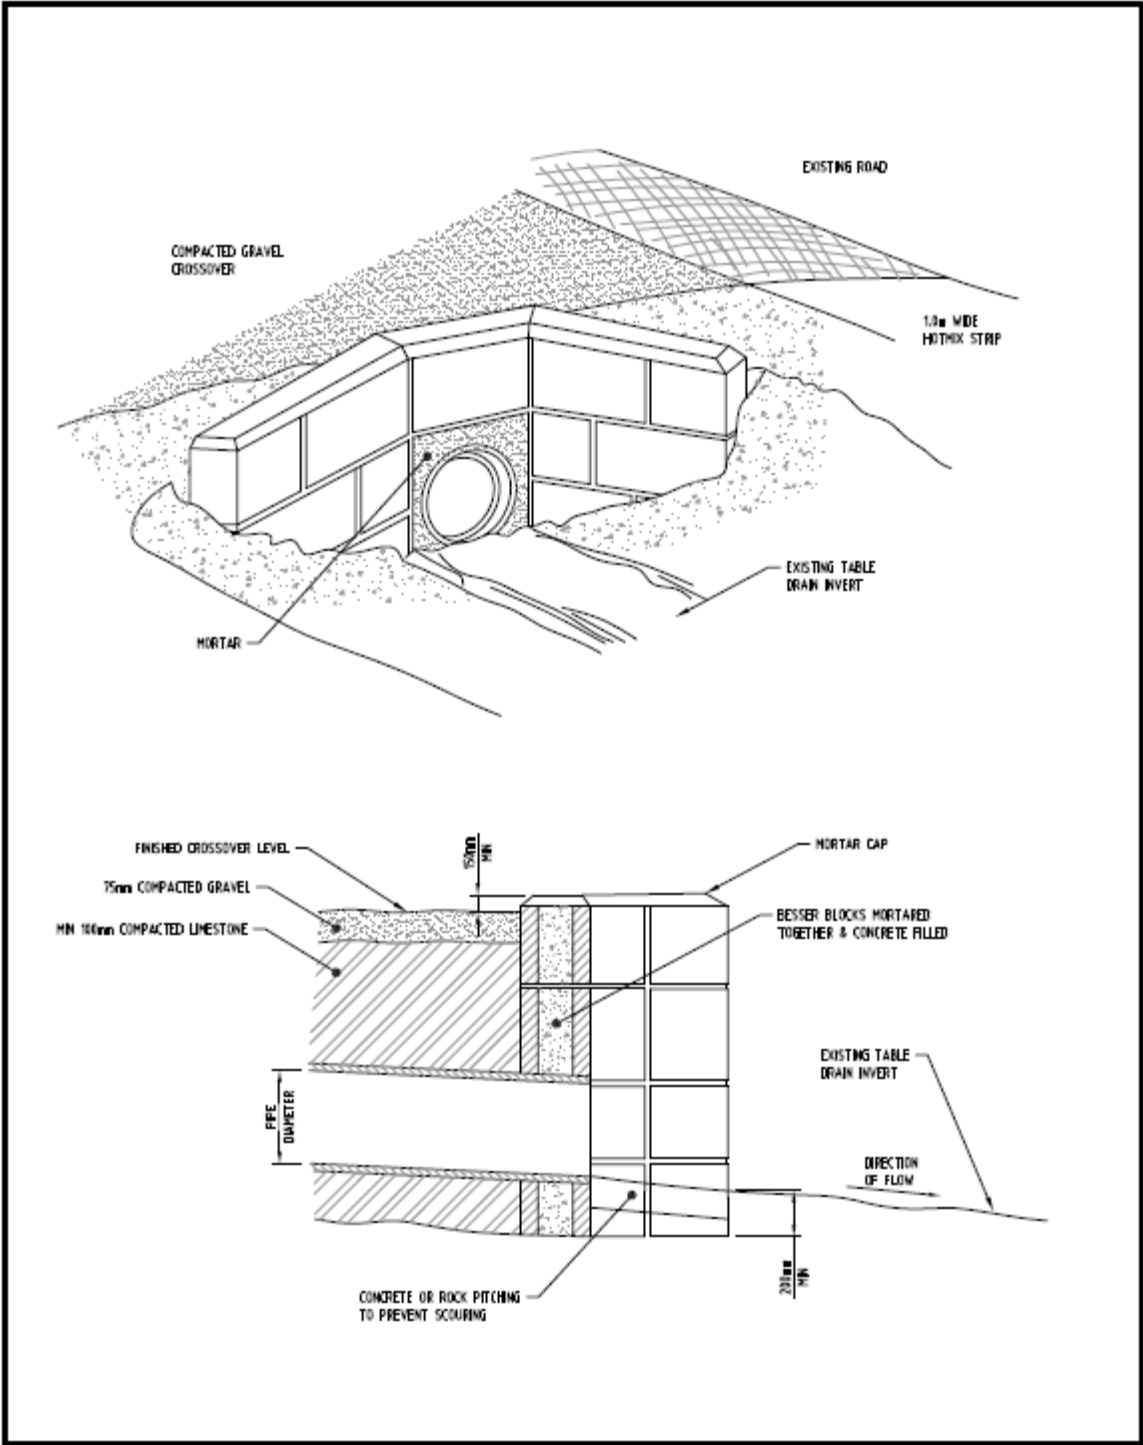 EXISTING ROAD
COMPACTED GRAVEL
CROSSOVER
1.0m WIDE
HOTMIX STRIP
EXISTING TABLE
DRAIN INVERT
MORTAR
150mm
MIN
FINISHED CROSSOVER LEVEL
MORTAR CAP
75mm COMPACTED GRAVEL
BESSER BLOCKS MORTARED
TOGETHER & CONCRETE FILLED
MIN 100mm COMPACTED LIMESTONE
EXISTING TABLE
DRAIN INVERT
PIPE
DIAMETER
DIRECTION
OF FLOW
200mm
MIN
CONCRETE OR ROCK PITCHING
TO PREVENT SCOURING